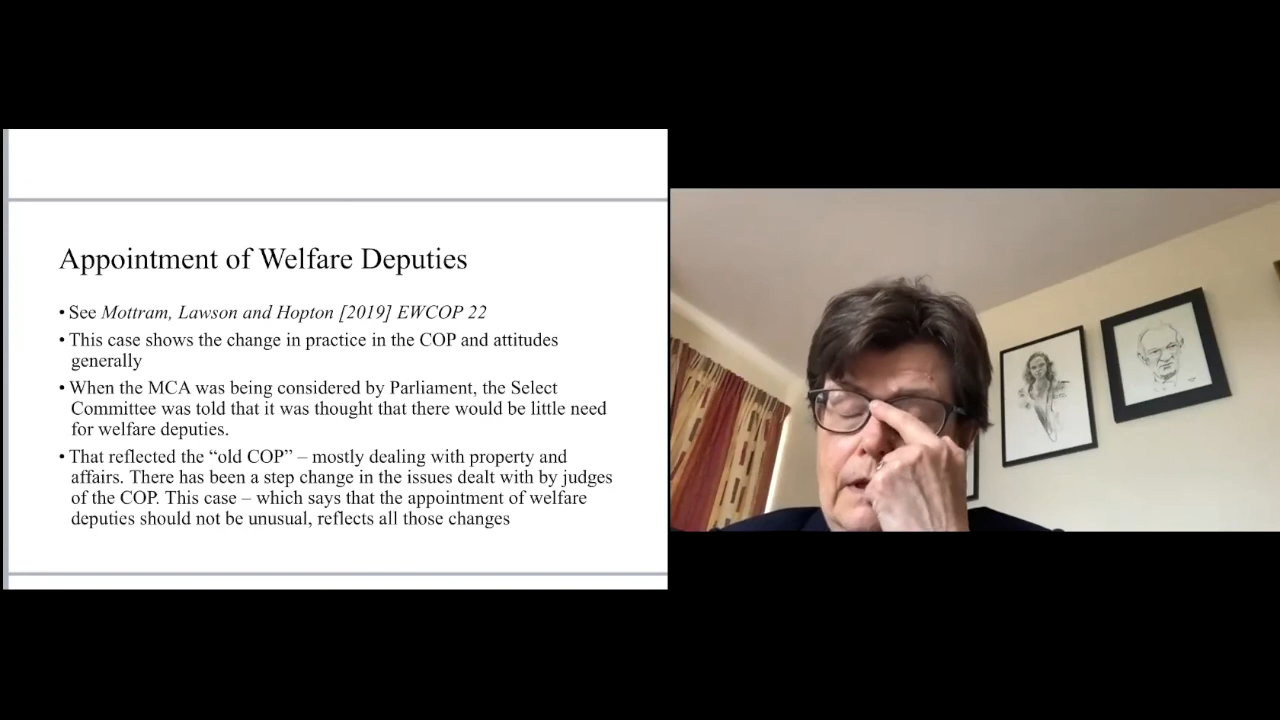 Appointment of Welfare Deputies
• See Mottram, Lawson and Hopton [2019] EWCOP 22
• This case shows the change in practice in the COP and attitudes
generally
• When the MCA was being considered by Parliament, the Select
Committee was told that it was thought that there would be little need
for welfare deputies.
• That reflected the “old COP” – mostly dealing with property and
affairs. There has been a step change in the issues dealt with by judges
of the COP. This case – which says that the appointment of welfare
deputies should not be unusual, reflects all those changes